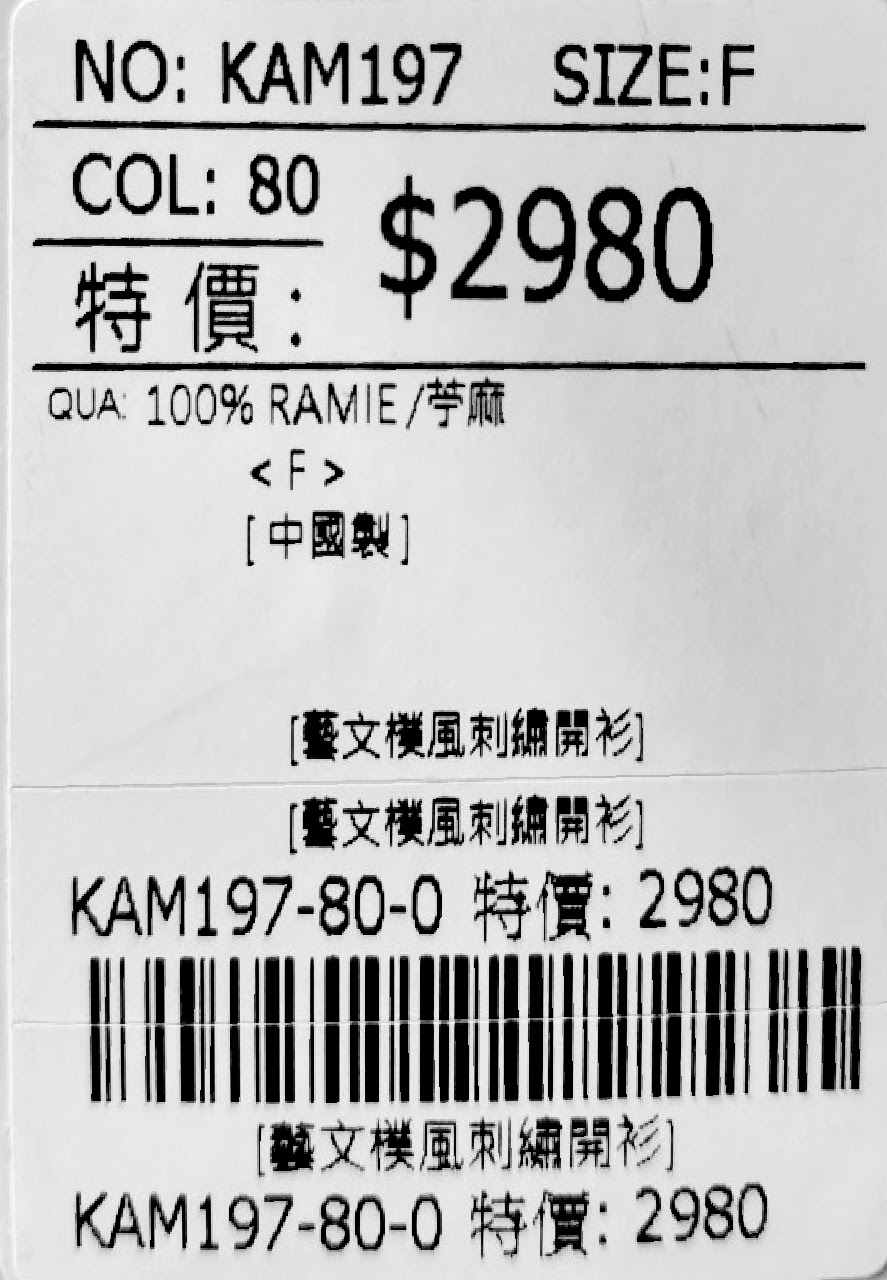 NO: KAM197 SIZE:F
COL: 80
$2980
特價:
QUA: 100% RAMIE/苧麻
<F>
[中國製]
[藝文樸風刺繡開衫]
[藝文樸風刺繡開衫]
KAM197-80-0 特價: 2980
[藝文樸風刺繡開衫]
KAM197-80-0 特價: 2980